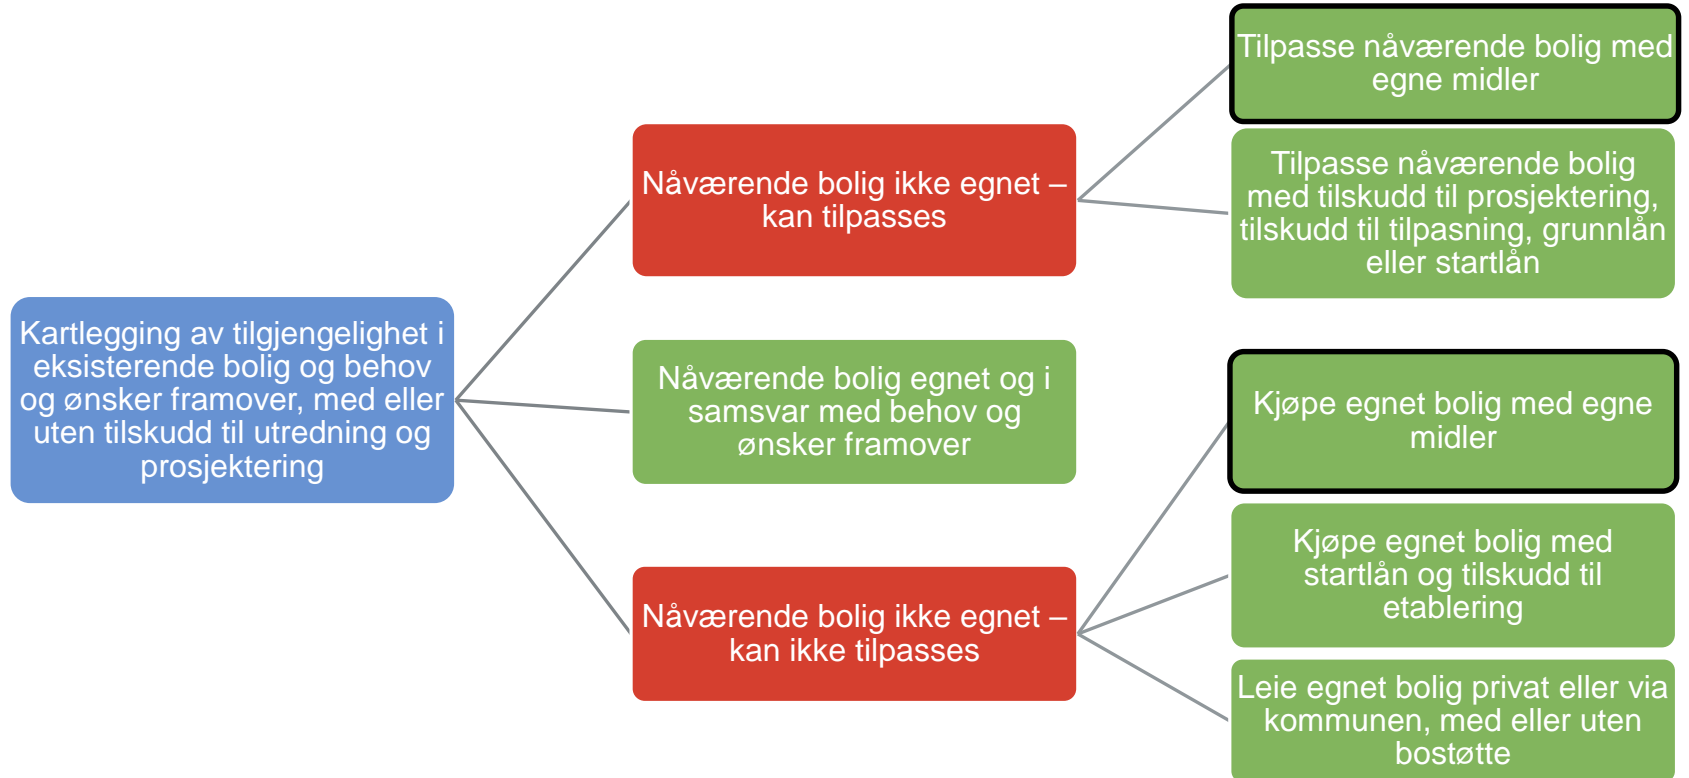 Kartlegging av tilgjengelighet i
eksisterende bolig og behov
og ønsker framover, med eller
uten tilskudd til utredning og
prosjektering
Nåværende bolig ikke egnet –
kan tilpasses
Tilpasse nåværende bolig med
egne midler
Tilpasse nåværende bolig
med tilskudd til prosjektering,
tilskudd til tilpasning, grunnlån
eller startlån
Nåværende bolig egnet og i
samsvar med behov og
ønsker framover
Nåværende bolig ikke egnet –
kan ikke tilpasses
Kjøpe egnet bolig med egne
midler
Kjøpe egnet bolig med
startlån og tilskudd til
etablering
Leie egnet bolig privat eller via
kommunen, med eller uten
bostøtte